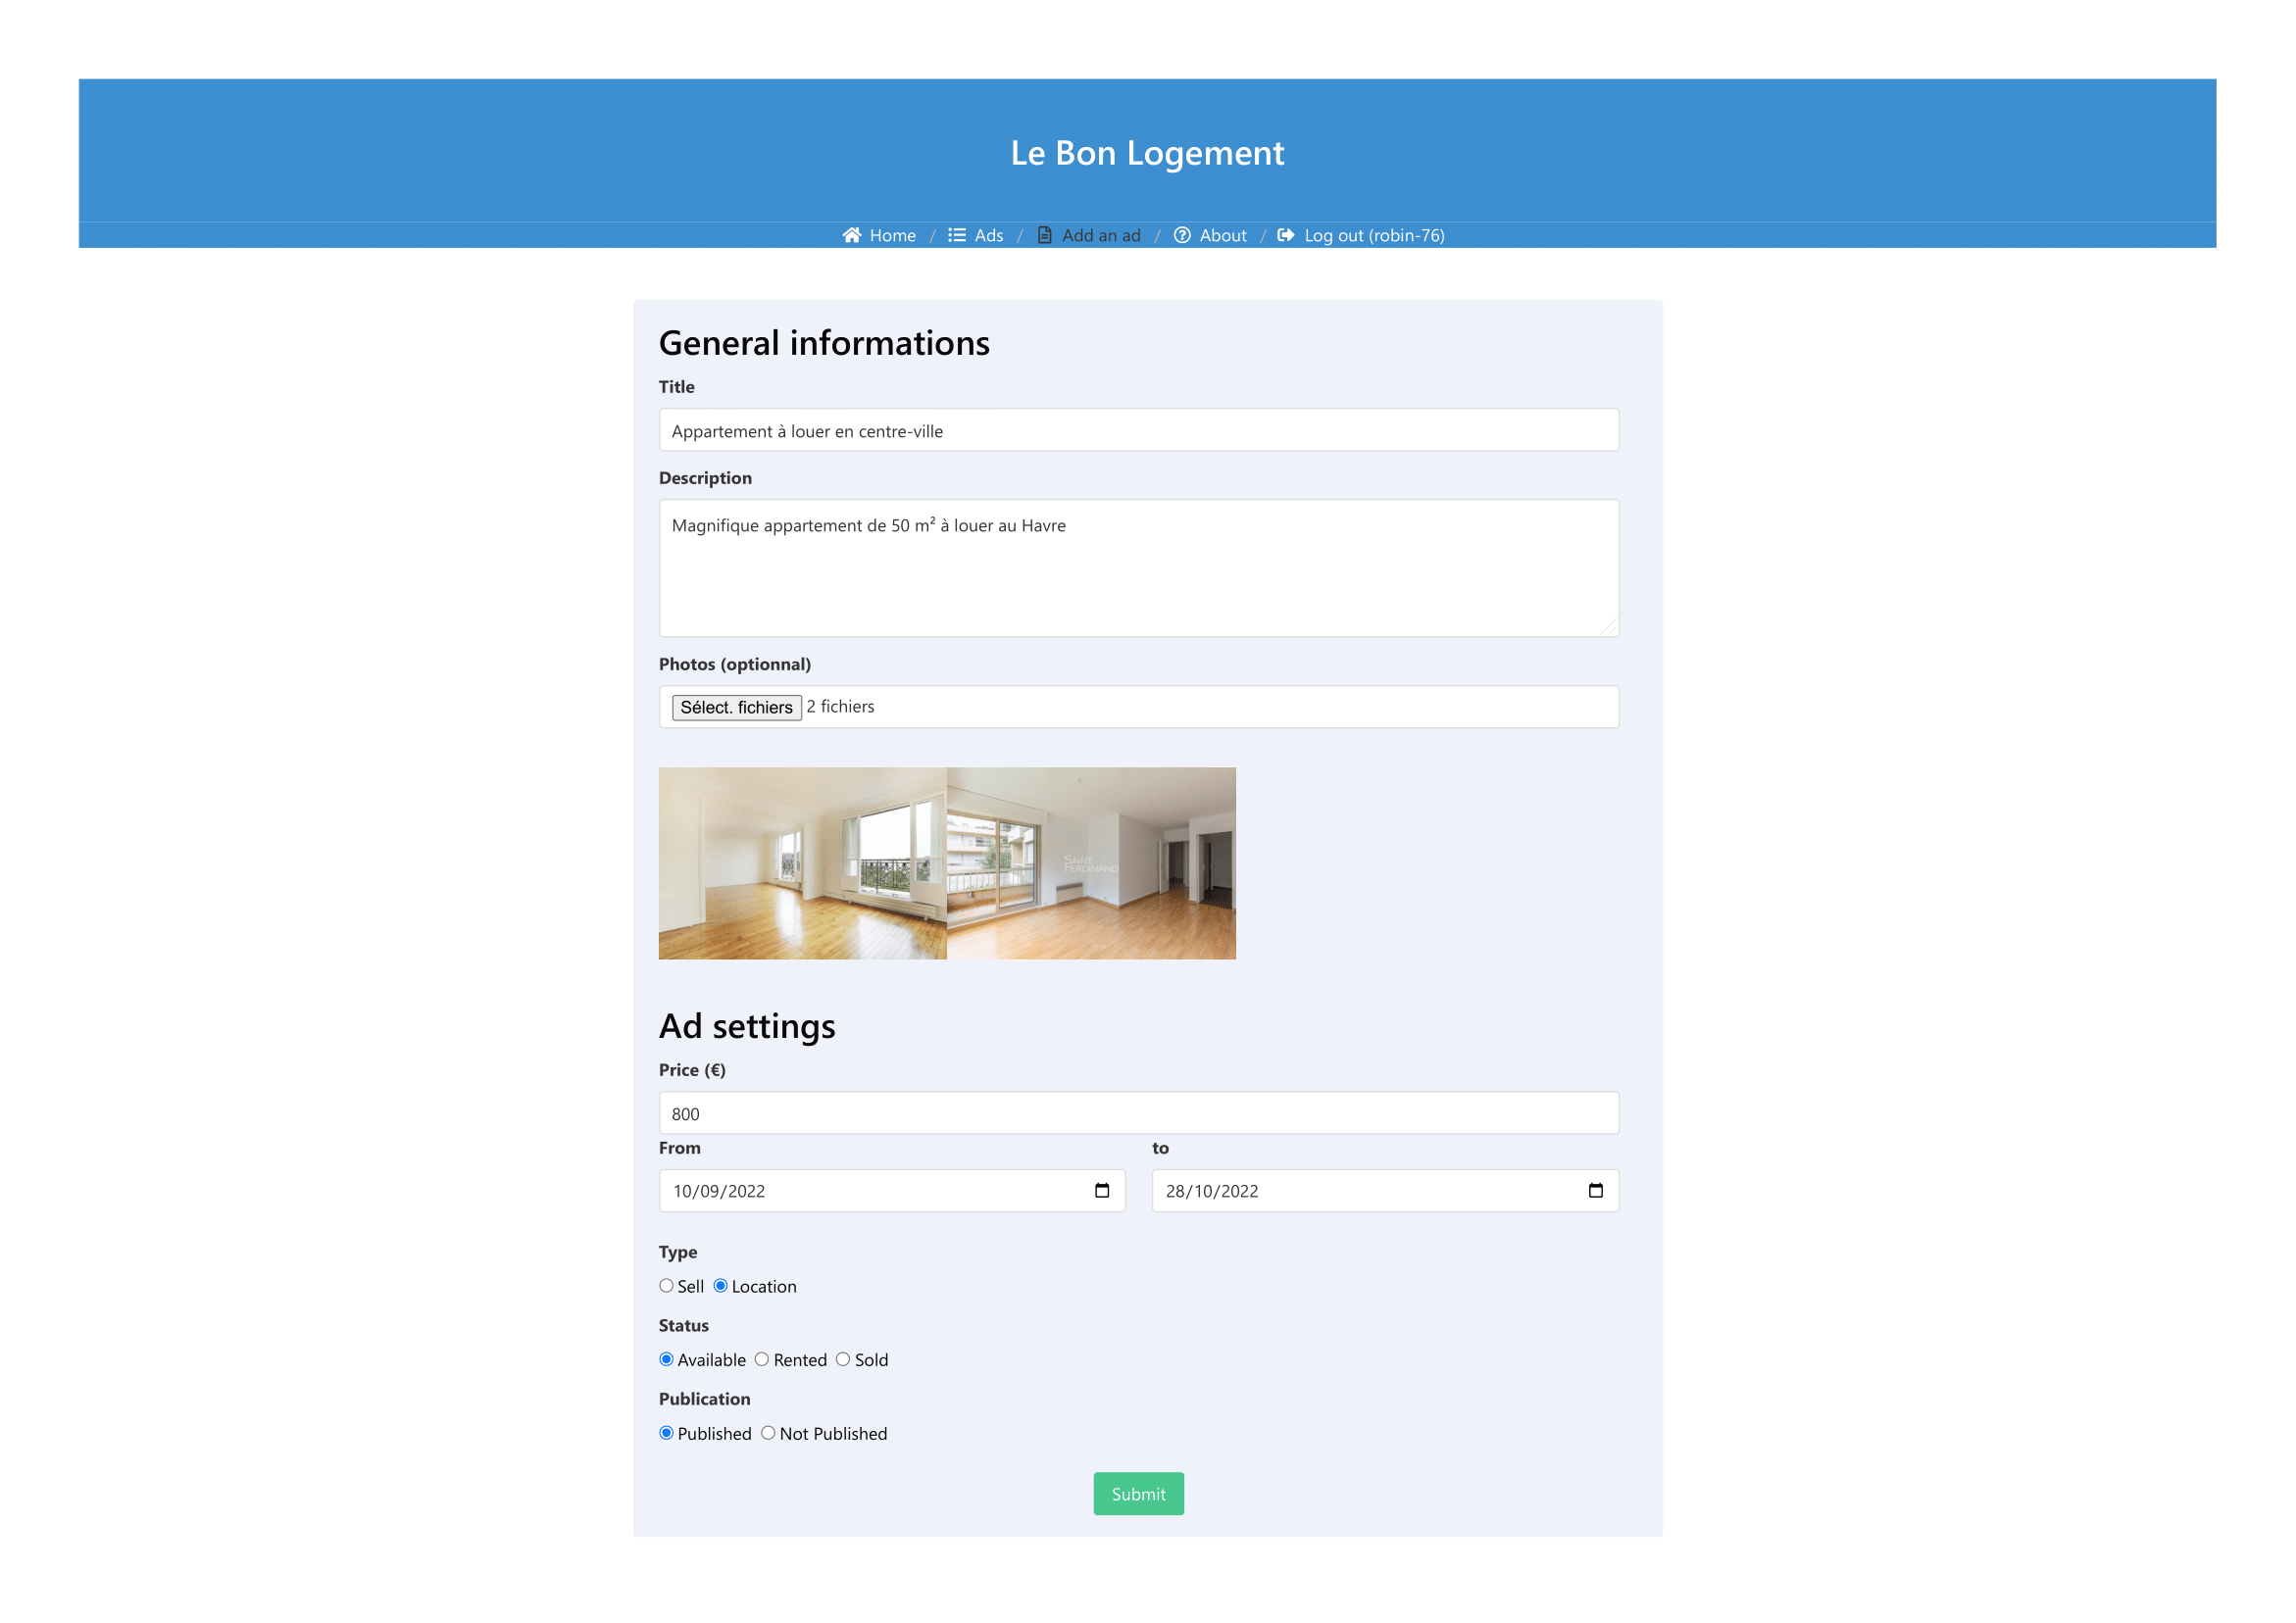 Le Bon Logement
Home / Ads / Add an ad / About / Log out (robin-76)
General informations
Title
Appartement à louer en centre-ville
Description
Magnifique appartement de 50 m² à louer au Havre
Photos (optionnal)
Sélect. fichiers 2 fichiers
SAINT
FERDINAND
Ad settings
Price (€)
800
From to
10/09/2022 28/10/2022
Type
Sell Location
Status
Available Rented Sold
Publication
Published Not Published
Submit